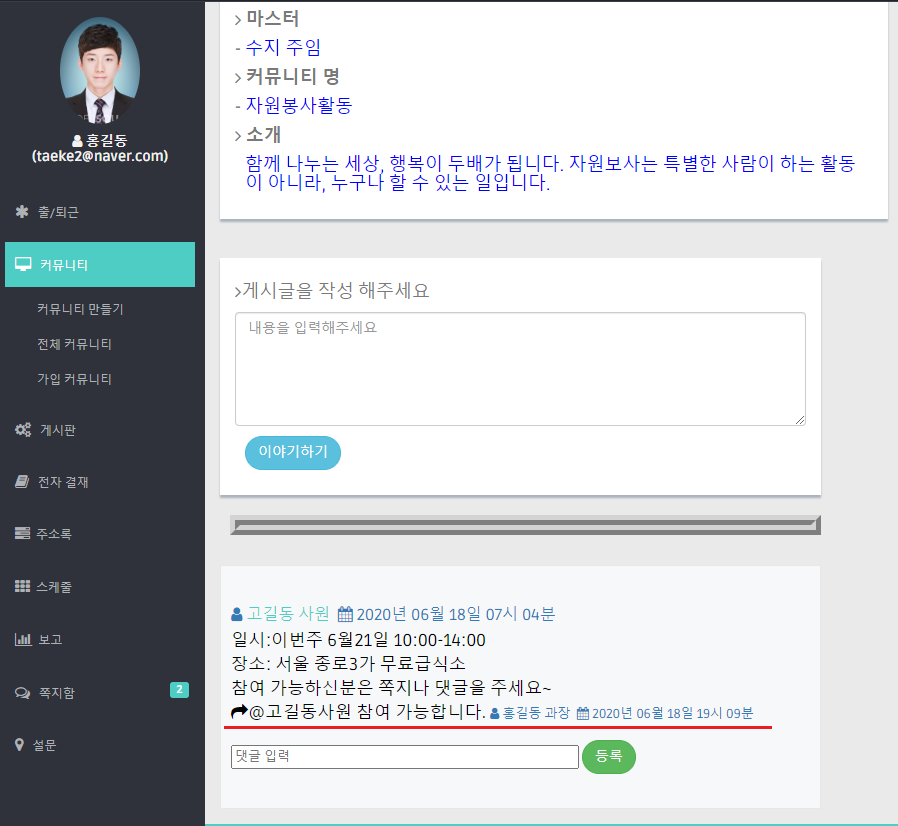 홍길동
(taeke2@naver.com)
출/퇴근
커뮤니티
커뮤니티 만들기
전체 커뮤니티
가입 커뮤니티
게시판
전자 결재
주소록
스케줄
보고
쪽지함 2
설문
> 마스터
- 수지 주임
> 커뮤니티 명
- 자원봉사활동
> 소개
함께 나누는 세상, 행복이 두배가 됩니다. 자원보사는 특별한 사람이 하는 활동
이 아니라, 누구나 할 수 있는 일입니다.
>게시글을 작성 해주세요
내용을 입력해주세요
이야기하기
고길동 사원 2020년 06월 18일 07시 04분
일시:이번주 6월21일 10:00-14:00
장소: 서울 종로3가 무료급식소
참여 가능하신분은 쪽지나 댓글을 주세요~
@고길동사원 참여 가능합니다. 홍길동 과장 2020년 06월 18일 19시 09분
댓글 입력 등록